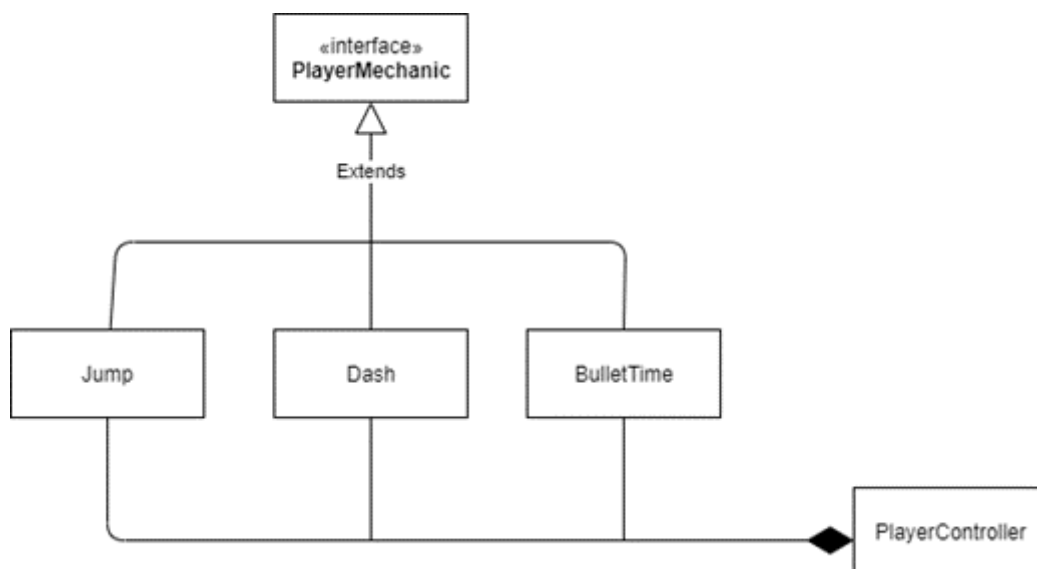 «interface»
PlayerMechanic
Extends
Jump
Dash
BulletTime
PlayerController